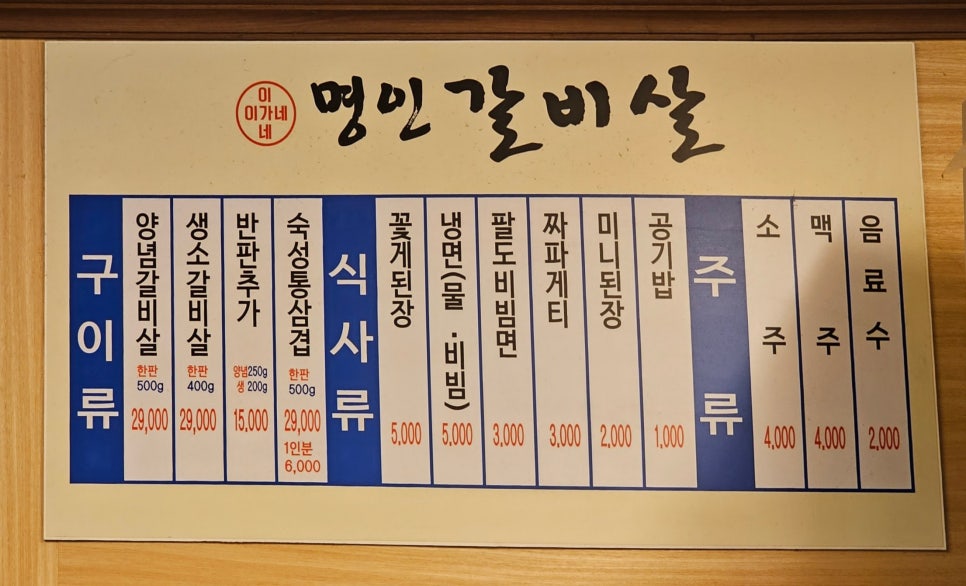 이
이가네
네
명인갈비살
구이류
양념갈비살
한판
500g
29,000
생소갈비살
한판
400g
29,000
반판추가
양념250g
생 200g
15,000
숙성통삼겹
한판
500g
29,000
1인분
6,000
식사류
꽃게된장
5,000
냉면(물·비빔)
5,000
팔도비빔면
3,000
짜파게티
3,000
미니된장
2,000
공기밥
1,000
주류
소주
4,000
맥주
4,000
음료수
2,000